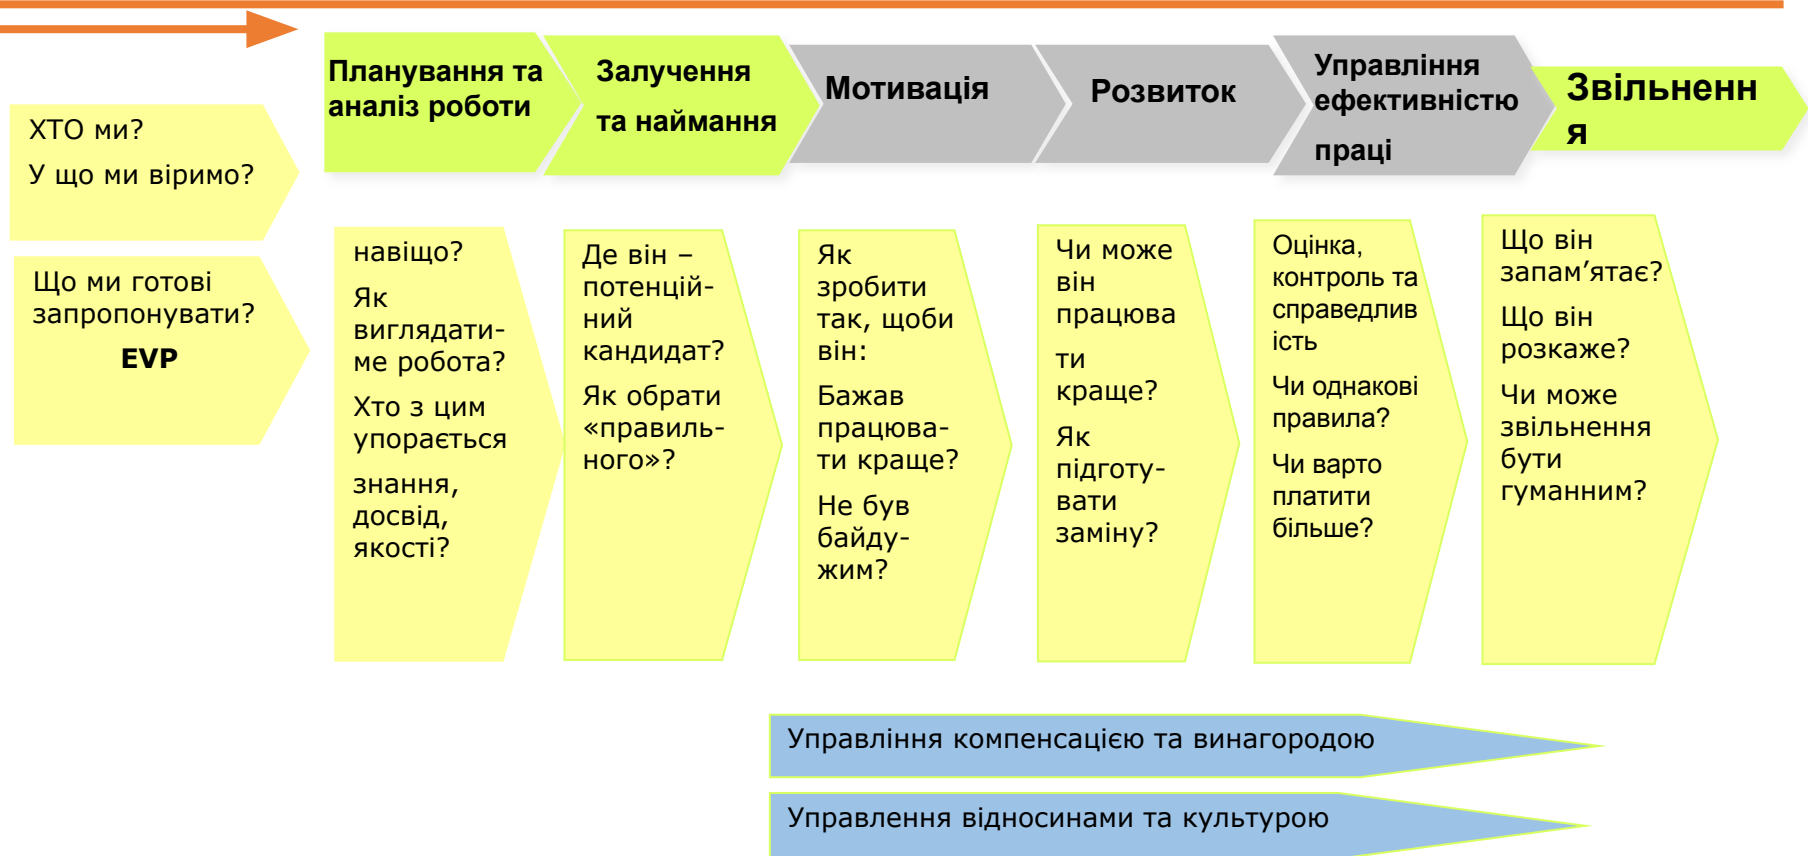 Планування та
аналіз роботи
Залучення
та наймання
Мотивація
Розвиток
Управління
ефективністю
праці
Звільненн
я
ХТО ми?
У що ми віримо?
Що ми готові
запропонувати?
EVP
навіщо?
Як
виглядати-
ме робота?
Хто з цим
упорається
знання,
досвід,
якості?
Де він –
потенцій-
ний
кандидат?
Як обрати
«правиль-
ного»?
Як
зробити
так, щоби
він:
Бажав
працюва-
ти краще?
Не був
байду-
жим?
Чи може
він
працюва
ти
краще?
Як
підготу-
вати
заміну?
Оцінка,
контроль та
справедлив
ість
Чи однакові
правила?
Чи варто
платити
більше?
Що він
запам’ятає?
Що він
розкаже?
Чи може
звільнення
бути
гуманним?
Управління компенсацією та винагородою
Управлення відносинами та культурою